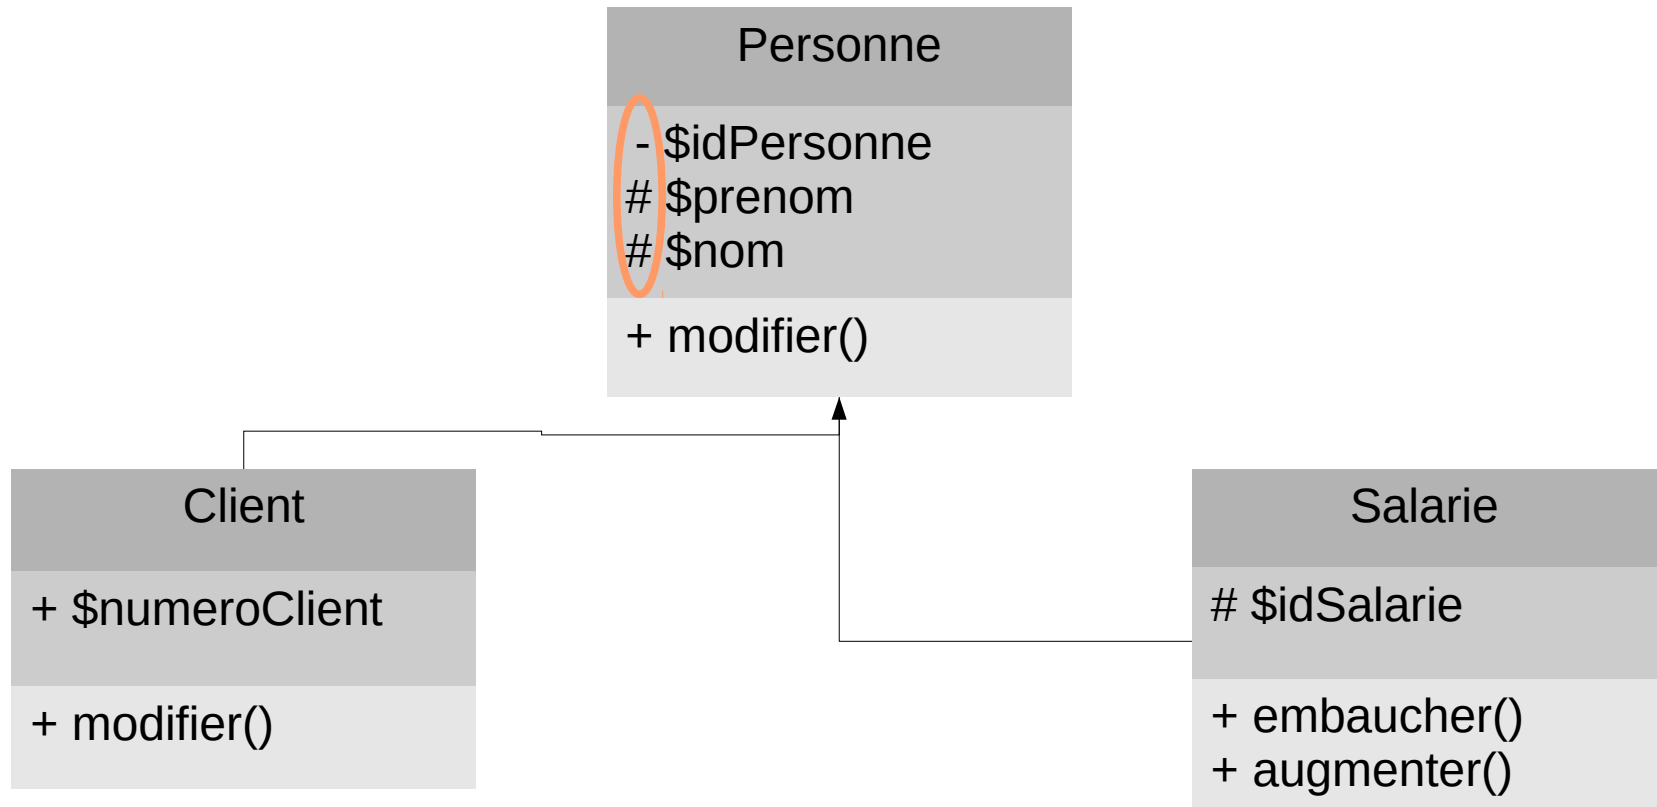 Personne
- $idPersonne
# $prenom
# $nom
+ modifier()
Client
+ $numeroClient
+ modifier()
Salarie
# $idSalarie
+ embaucher()
+ augmenter()